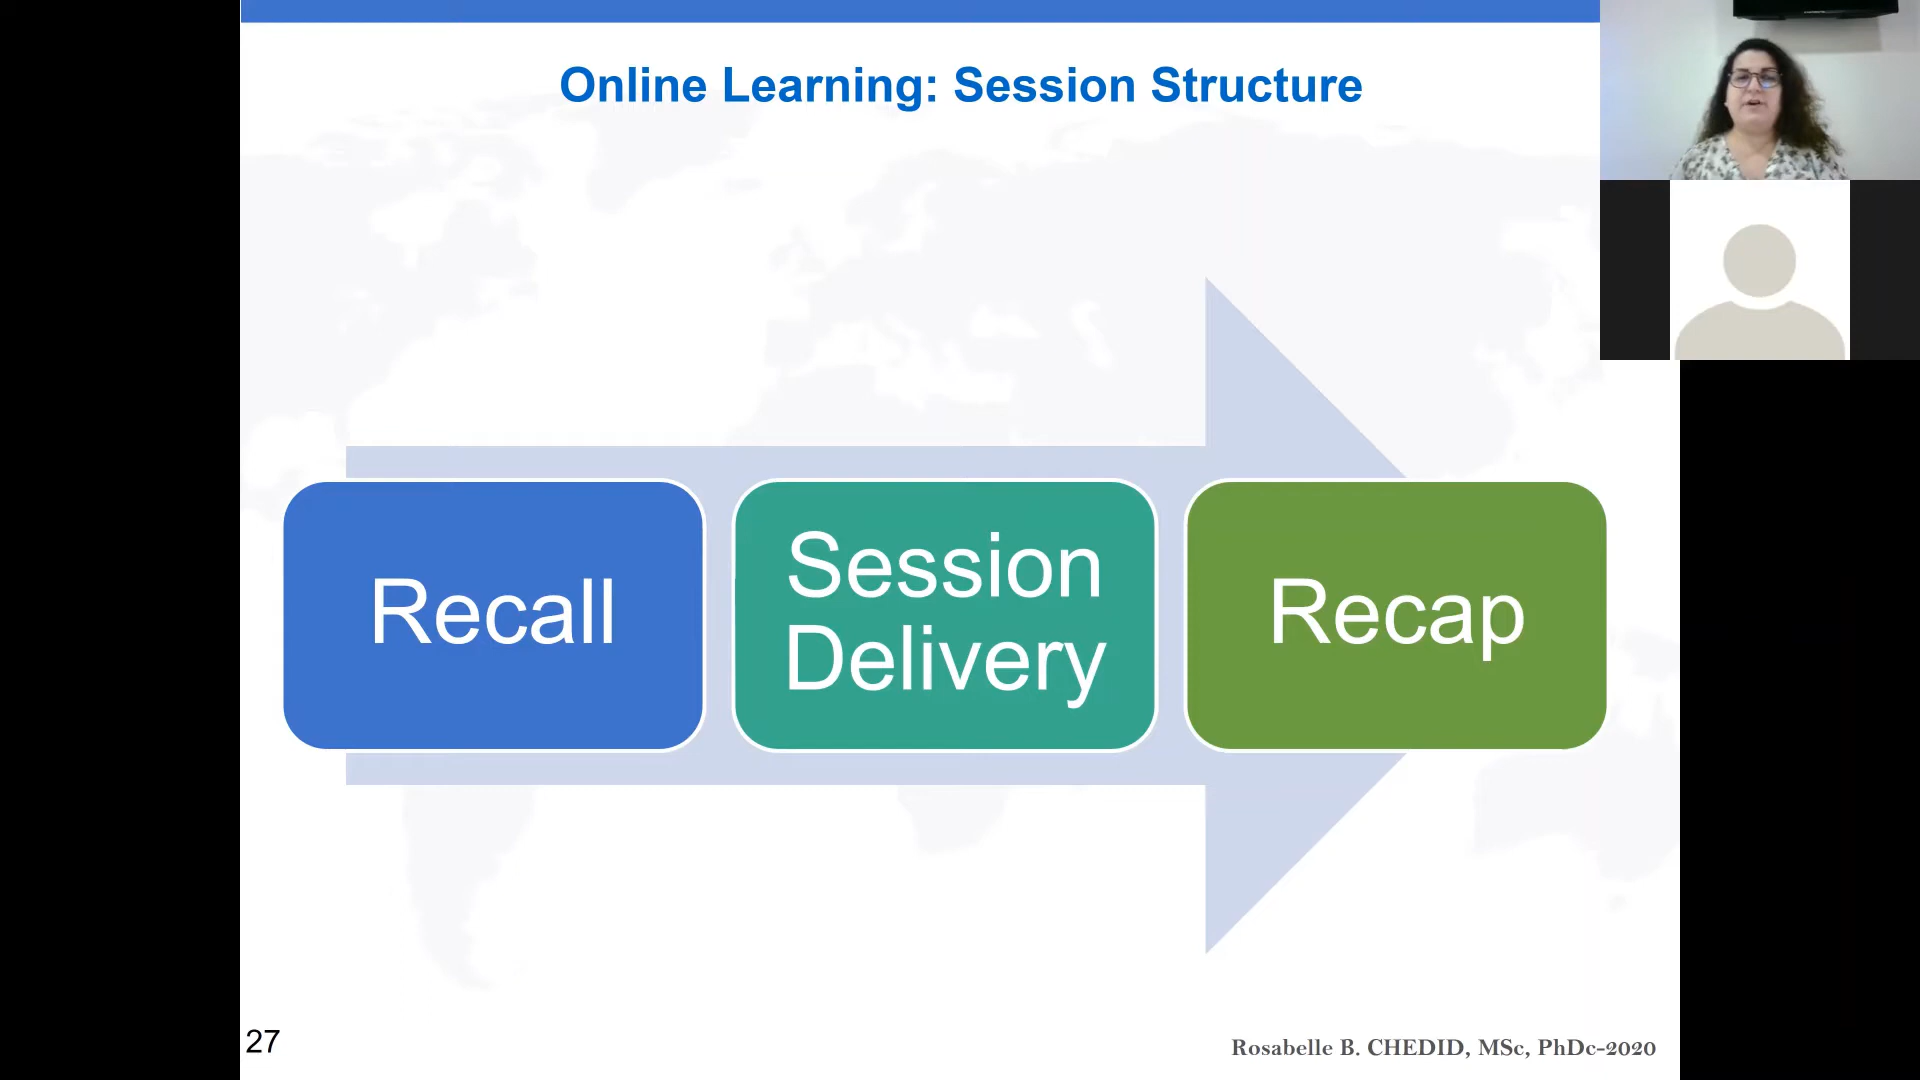 Online Learning: Session Structure
Recall
Session
Delivery
Recap
27
Rosabelle B. CHEDID, MSc, PhDc-2020